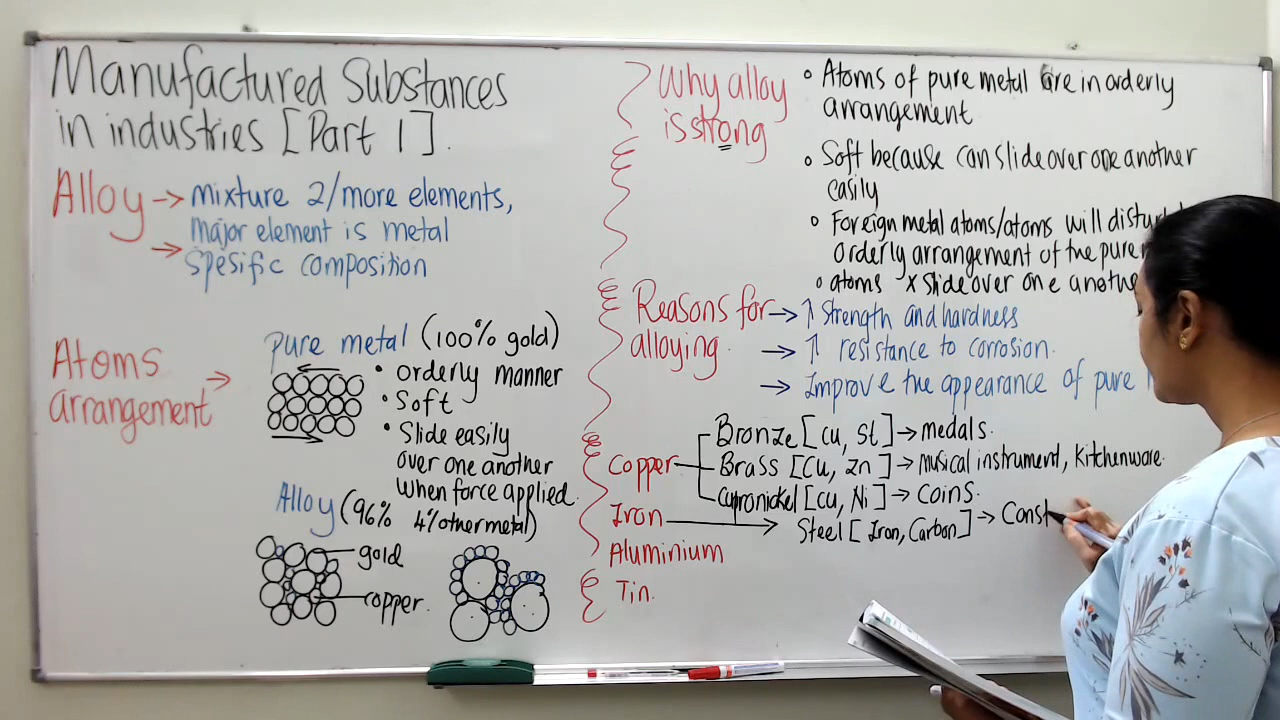 Manufactured Substances
in industries [Part 1].
Alloy → mixture 2/more elements,
major element is metal
→ spesific composition
Atoms
arrangement →
pure metal (100% gold)
• orderly manner
• Soft
• Slide easily
over one another
when force applied.
Alloy (96% 4% other metal)
gold
copper.
Why alloy
is strong
• Atoms of pure metal are in orderly
arrangement
• Soft because can slide over one another
easily
• Foreign metal atoms/atoms will
orderly arrangement of the pure
• atoms x slide over one
Reasons for
alloying.
→ ↑ Strength and hardness
→ ↑ resistance to corrosion.
→ Improve the appearance of pure
Copper
Bronze [Cu, St] → medals.
Brass [Cu, Zn] → musical instrument, kitchenware.
Cupronickel [Cu, Ni] → Coins.
Iron → Steel [Iron, Carbon] → Const
Aluminium
Tin.